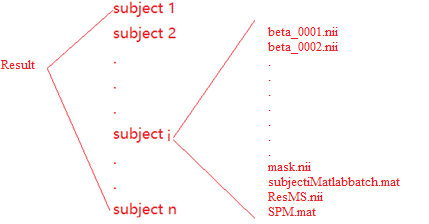 Result
subject 1
subject 2
.
.
.
subject i
.
.
subject n
beta_0001.nii
beta_0002.nii
.
.
.
.
.
.
mask.nii
subjectiMatlabbatch.mat
ResMS.nii
SPM.mat